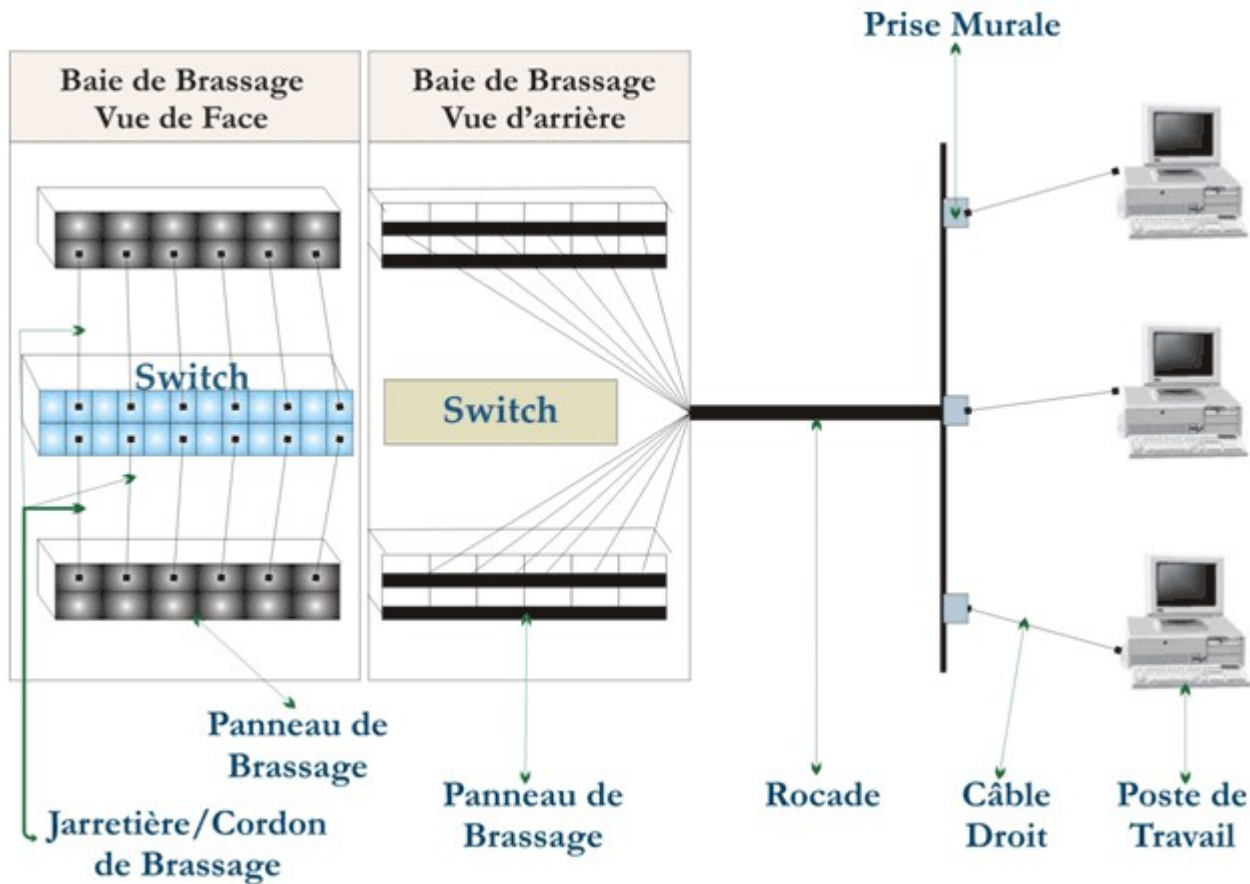 Prise Murale
Baie de Brassage
Vue de Face
Baie de Brassage
Vue d'arrière
Switch
Switch
Panneau de
Brassage
Jarretière/Cordon
de Brassage
Panneau de
Brassage
Rocade
Câble
Droit
Poste de
Travail